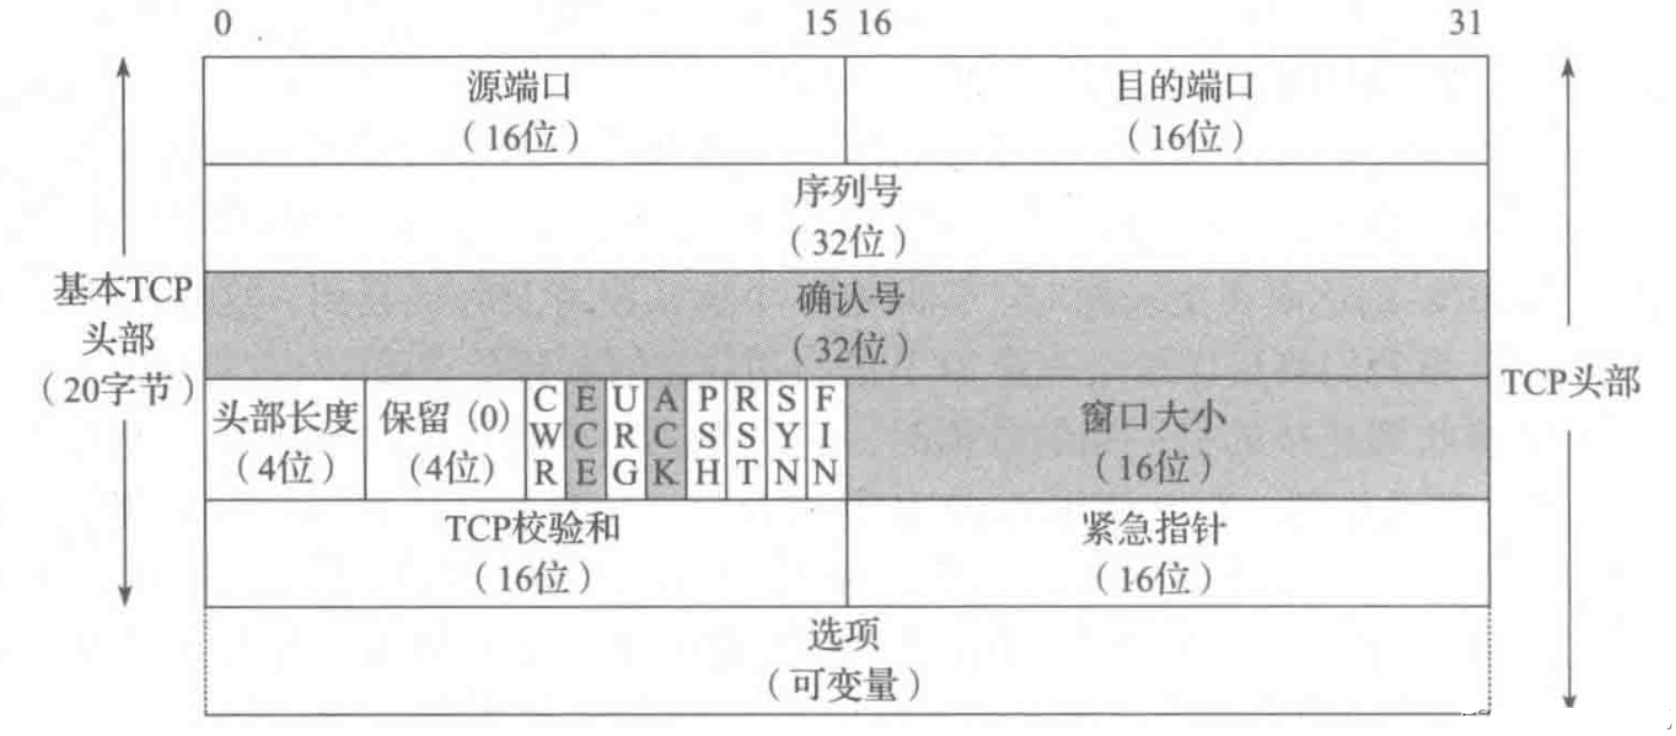 0 15 16 31
源端口
（16位）
目的端口
（16位）
序列号
（32位）
确认号
（32位）
基本TCP
头部
（20字节）
头部长度
（4位）
保留 (0)
(4位)
CWR
ECE
URG
ACK
PSH
RST
SYN
FIN
窗口大小
（16位）
TCP校验和
（16位）
紧急指针
（16位）
选项
（可变量）
TCP头部